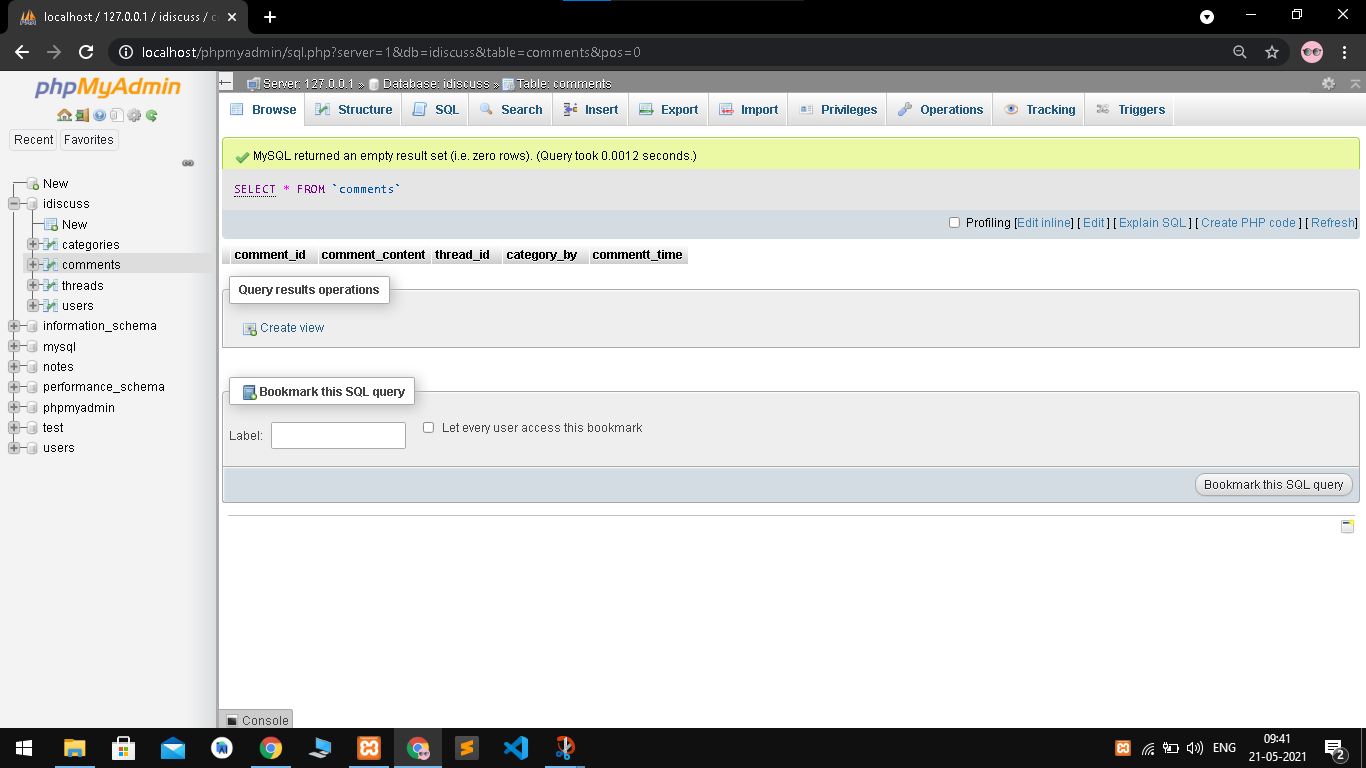 localhost / 127.0.0.1 / idiscuss / c
localhost/phpmyadmin/sql.php?server=1&db=idiscuss&table=comments&pos=0
phpMyAdmin
Recent Favorites
New
idiscuss
New
categories
comments
threads
users
information_schema
mysql
notes
performance_schema
phpmyadmin
test
users
Server: 127.0.0.1 » Database: idiscuss » Table: comments
Browse Structure SQL Search Insert Export Import Privileges Operations Tracking Triggers
MySQL returned an empty result set (i.e. zero rows). (Query took 0.0012 seconds.)
SELECT * FROM `comments`
Profiling [Edit inline] [ Edit ] [ Explain SQL ] [ Create PHP code ] [ Refresh]
comment_id comment_content thread_id category_by commentt_time
Query results operations
Create view
Bookmark this SQL query
Label: Let every user access this bookmark
Bookmark this SQL query
Console
ENG 09:41
21-05-2021 2